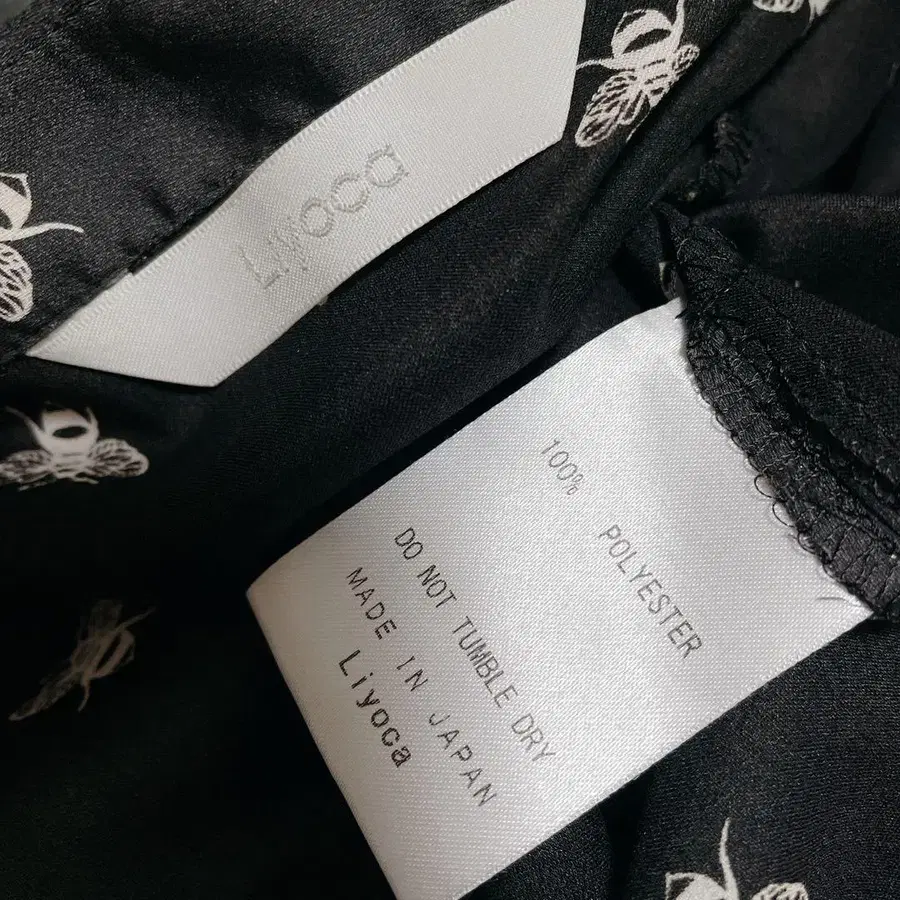 Liyoca
100% POLYESTER
DO NOT TUMBLE DRY
MADE IN JAPAN
Liyoca